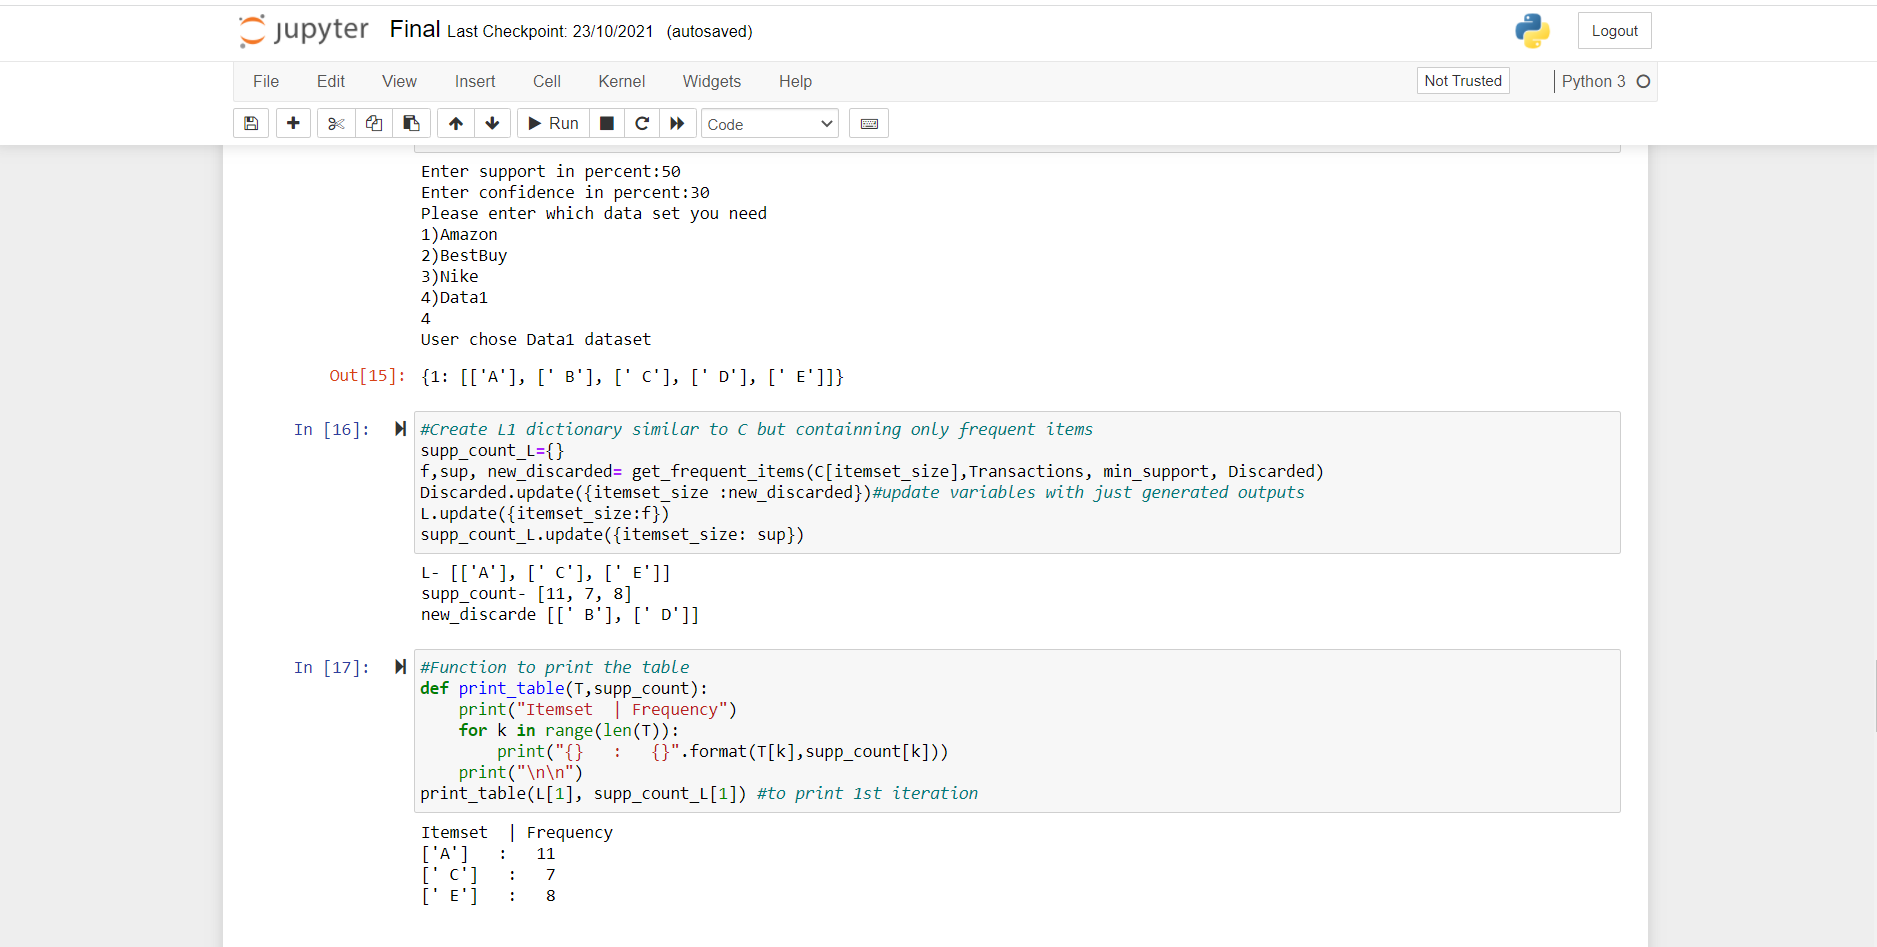 jupyter Final Last Checkpoint: 23/10/2021 (autosaved) Logout
File Edit View Insert Cell Kernel Widgets Help Not Trusted Python 3
Run Code
Enter support in percent:50
Enter confidence in percent:30
Please enter which data set you need
1)Amazon
2)BestBuy
3)Nike
4)Data1
4
User chose Data1 dataset
Out[15]: {1: [['A'], [' B'], [' C'], [' D'], [' E']]}
In [16]: #Create L1 dictionary similar to C but containning only frequent items
supp_count_L={}
f,sup, new_discarded= get_frequent_items(C[itemset_size],Transactions, min_support, Discarded)
Discarded.update({itemset_size :new_discarded})#update variables with just generated outputs
L.update({itemset_size:f})
supp_count_L.update({itemset_size: sup})
L- [['A'], [' C'], [' E']]
supp_count- [11, 7, 8]
new_discarde [[' B'], [' D']]
In [17]: #Function to print the table
def print_table(T,supp_count):
    print("Itemset  | Frequency")
    for k in range(len(T)):
        print("{}   :   {}".format(T[k],supp_count[k]))
    print("\n\n")
print_table(L[1], supp_count_L[1]) #to print 1st iteration
Itemset  | Frequency
['A']   :   11
[' C']   :   7
[' E']   :   8